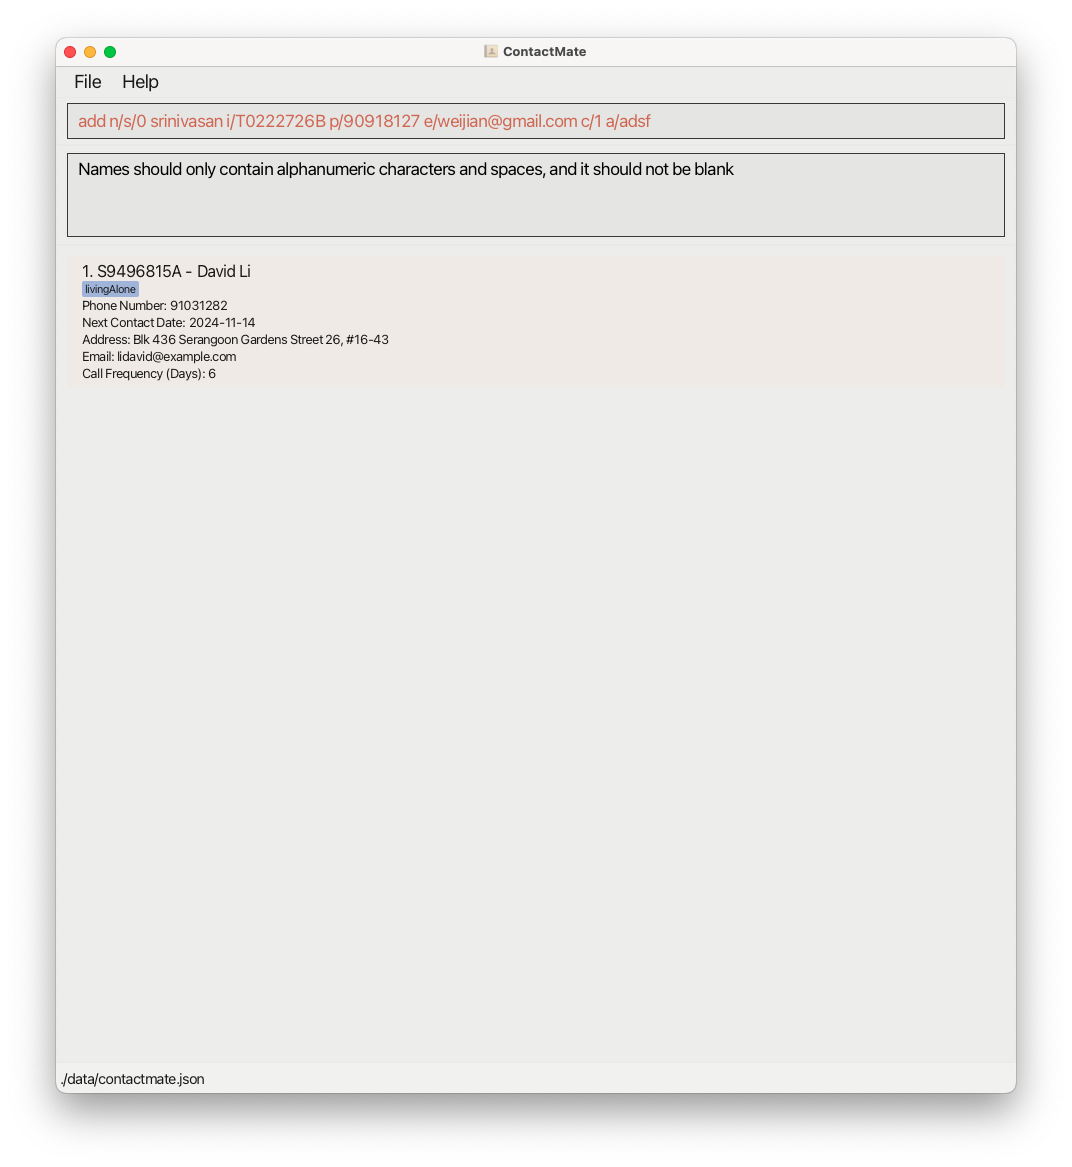 ContactMate
File Help
add n/s/0 srinivasan i/T0222726B p/90918127 e/weijian@gmail.com c/1 a/adsf
Names should only contain alphanumeric characters and spaces, and it should not be blank
1. S9496815A - David Li
livingAlone
Phone Number: 91031282
Next Contact Date: 2024-11-14
Address: Blk 436 Serangoon Gardens Street 26, #16-43
Email: lidavid@example.com
Call Frequency (Days): 6
./data/contactmate.json